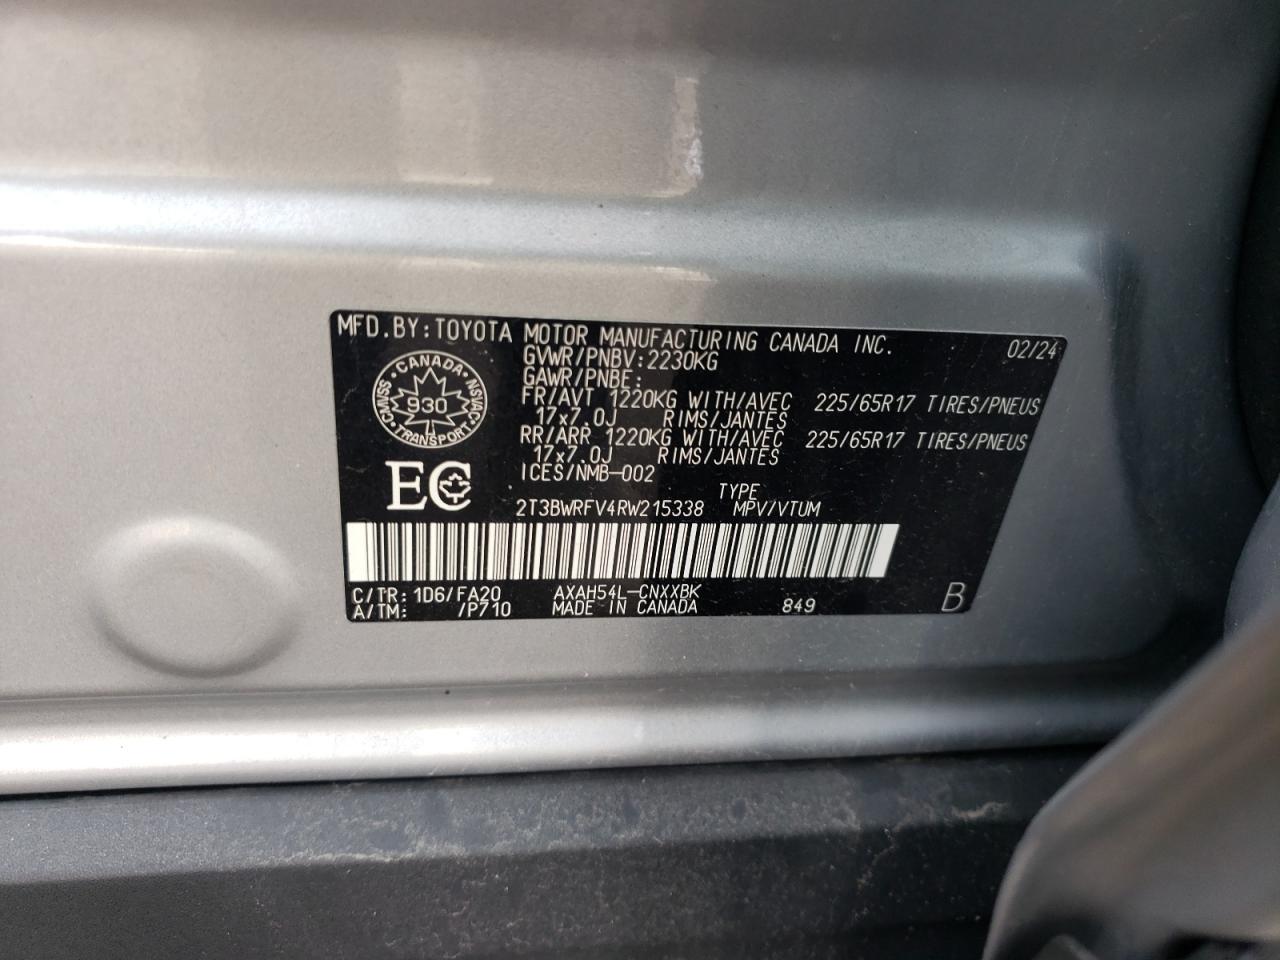 MFD.BY:TOYOTA MOTOR MANUFACTURING CANADA INC. 02/24
GVWR/PNBV:2230KG
GAWR/PNBE:
FR/AVT 1220KG WITH/AVEC 225/65R17 TIRES/PNEUS
17x7.0J RIMS/JANTES
RR/ARR 1220KG WITH/AVEC 225/65R17 TIRES/PNEUS
17x7.0J RIMS/JANTES
ICES/NMB-002
CANADA
CMVSS 930 NSVAC
TRANSPORT
EC
TYPE
2T3BWRFV4RW215338 MPV/VTUM
C/TR: 1D6/FA20 AXAH54L-CNXXBK
A/TM: /P710 MADE IN CANADA 849 B